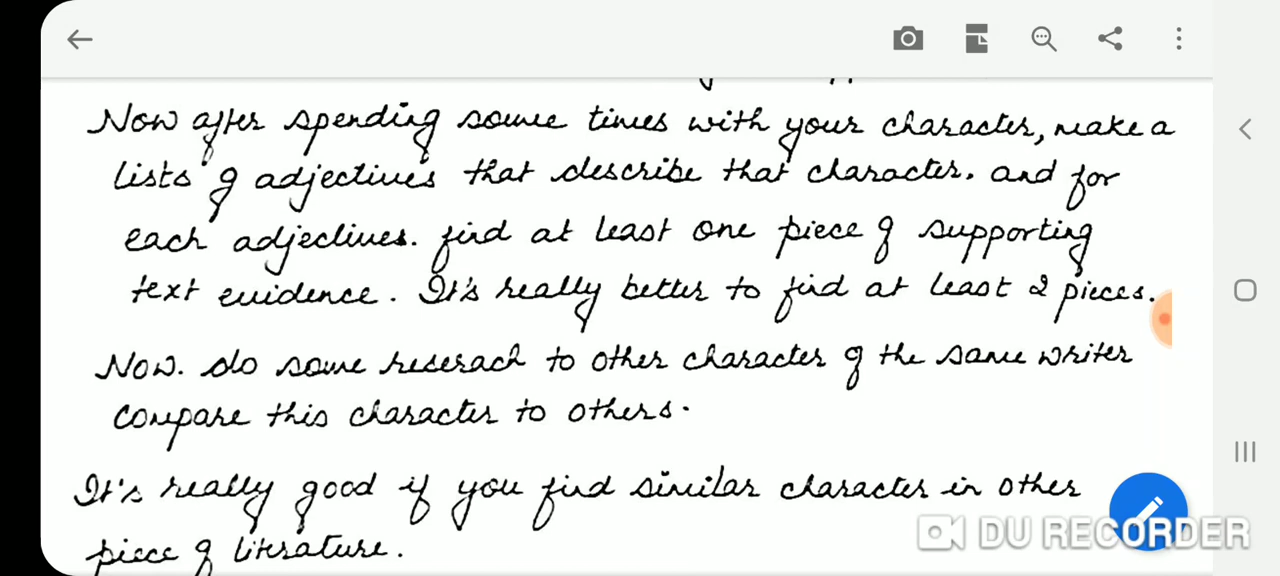 Now after spending some times with your character, make a
lists of adjectives that describe that character. and for
each adjectives. find at least one piece of supporting
text evidence. It's really better to find at least 2 pieces.
Now. do some reserach to other character of the same writer
compare this character to others.
It's really good if you find similar character in other
piece of literature.
DU RECORDER